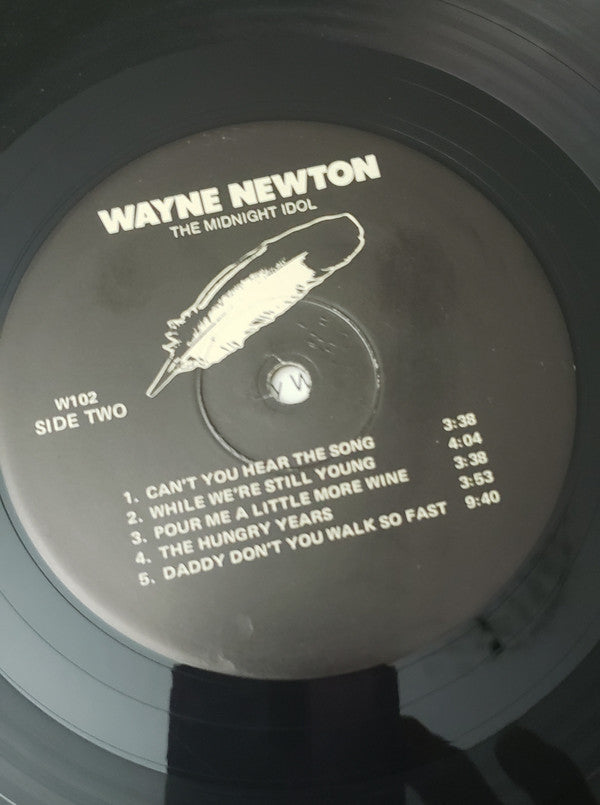 WAYNE NEWTON
THE MIDNIGHT IDOL
W102
SIDE TWO
1. CAN'T YOU HEAR THE SONG 3:38
2. WHILE WE'RE STILL YOUNG 4:04
3. POUR ME A LITTLE MORE WINE 3:38
4. THE HUNGRY YEARS 3:53
5. DADDY DON'T YOU WALK SO FAST 9:40